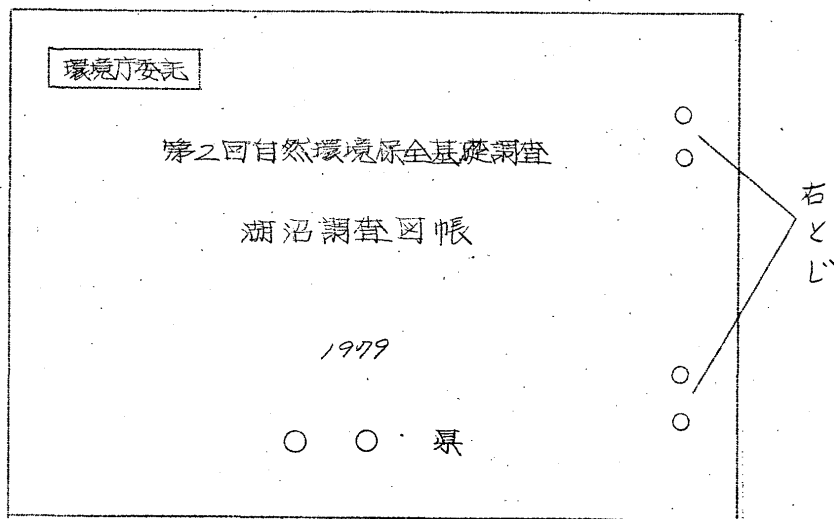 環境庁委託
第2回自然環境保全基礎調査
湖沼調査図帳
1979
○ ○ 県
右とじ